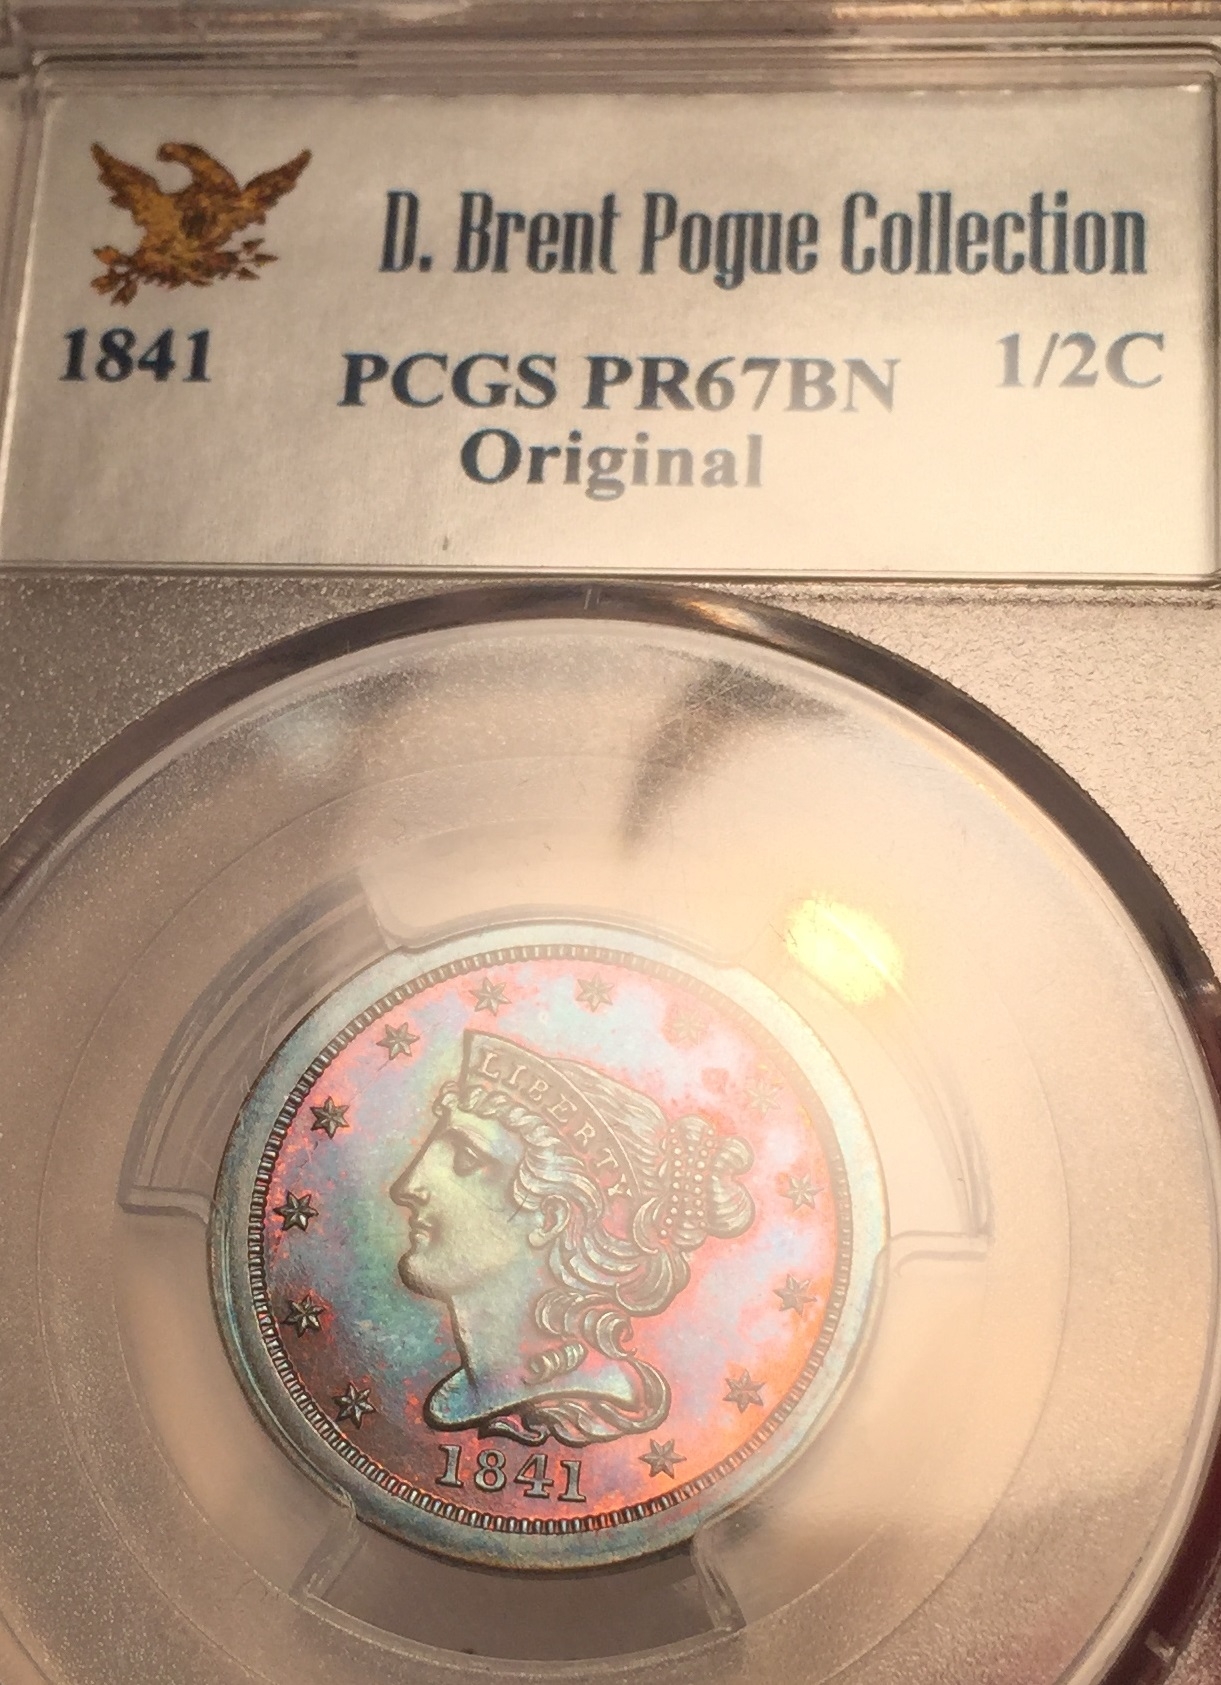 D. Brent Pogue Collection
1841 PCGS PR67BN 1/2C
Original
LIBERTY
1841